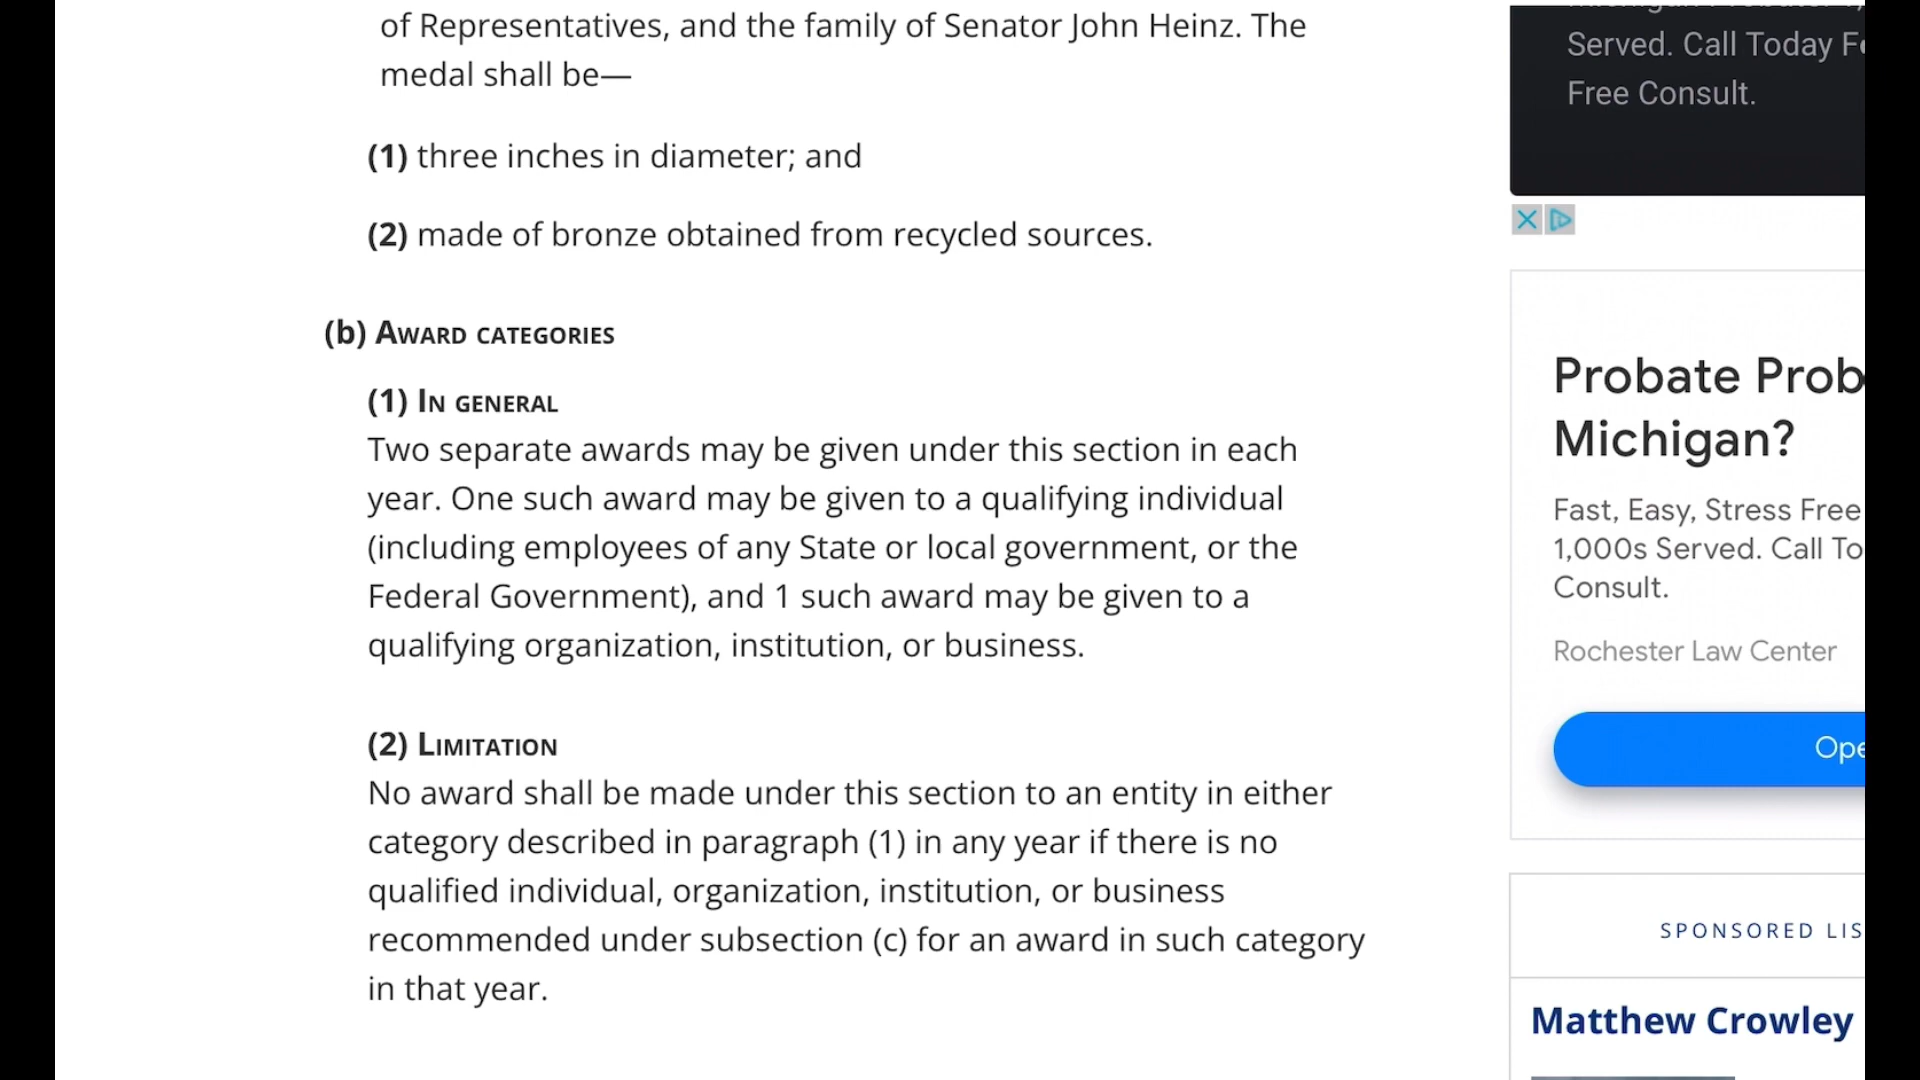 of Representatives, and the family of Senator John Heinz. The
medal shall be—
(1) three inches in diameter; and
(2) made of bronze obtained from recycled sources.
(b) Award categories
(1) In general
Two separate awards may be given under this section in each
year. One such award may be given to a qualifying individual
(including employees of any State or local government, or the
Federal Government), and 1 such award may be given to a
qualifying organization, institution, or business.
(2) Limitation
No award shall be made under this section to an entity in either
category described in paragraph (1) in any year if there is no
qualified individual, organization, institution, or business
recommended under subsection (c) for an award in such category
in that year.
Served. Call Today
Free Consult.
Probate Prob
Michigan?
Fast, Easy, Stress Free
1,000s Served. Call To
Consult.
Rochester Law Center
Ope
SPONSORED LIS
Matthew Crowley